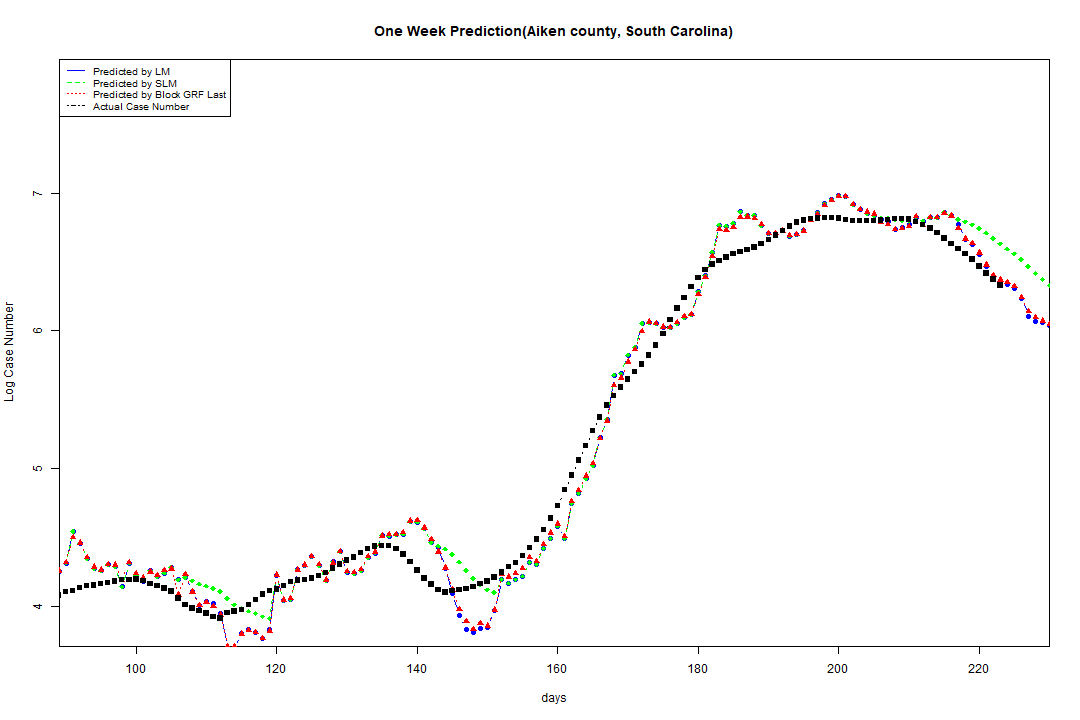 One Week Prediction(Aiken county, South Carolina)
Predicted by LM
Predicted by SLM
Predicted by Block GRF Last
Actual Case Number
7
6
5
4
Log Case Number
100 120 140 160 180 200 220
days